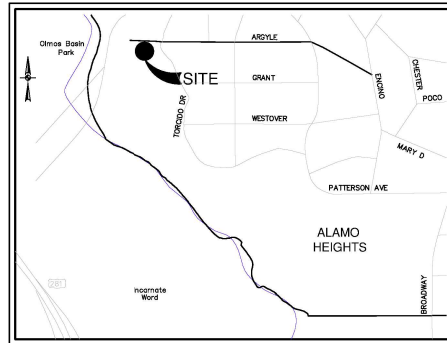 Olmos Basin
Park
ARGYLE
SITE
GRANT
TORCIDO DR
WESTOVER
ENCINO
CHESTER
POCO
MARY D
PATTERSON AVE
ALAMO
HEIGHTS
BROADWAY
281
Incarnate
Word